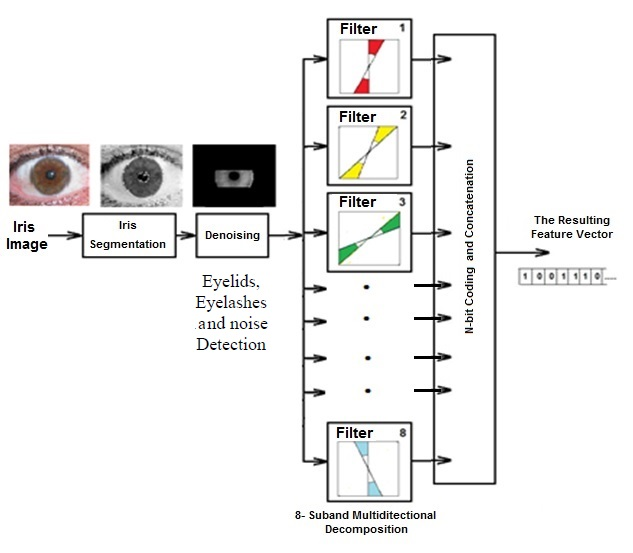 Filter 1
Filter 2
Filter 3
Iris
Image
Iris
Segmentation
Denoising
Eyelids,
Eyelashes
and noise
Detection
N-bit Coding and Concatenation
The Resulting
Feature Vector
1 0 0 1 1 1 0 ....
Filter 8
8- Suband Multiditectional
Decomposition